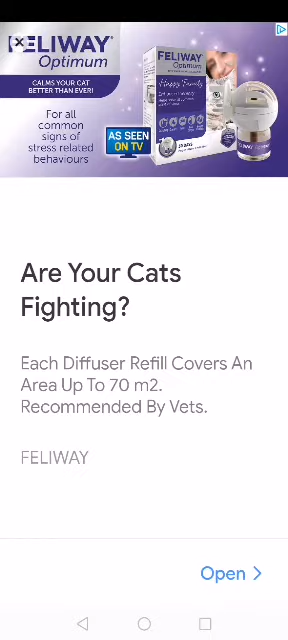 FELIWAY
Optimum
CALMS YOUR CAT
BETTER THAN EVER!
For all
common
signs of
stress related
behaviours
AS SEEN
ON TV
FELIWAY
Optimum
Happy Family
Are Your Cats
Fighting?
Each Diffuser Refill Covers An
Area Up To 70 m2.
Recommended By Vets.
FELIWAY
Open